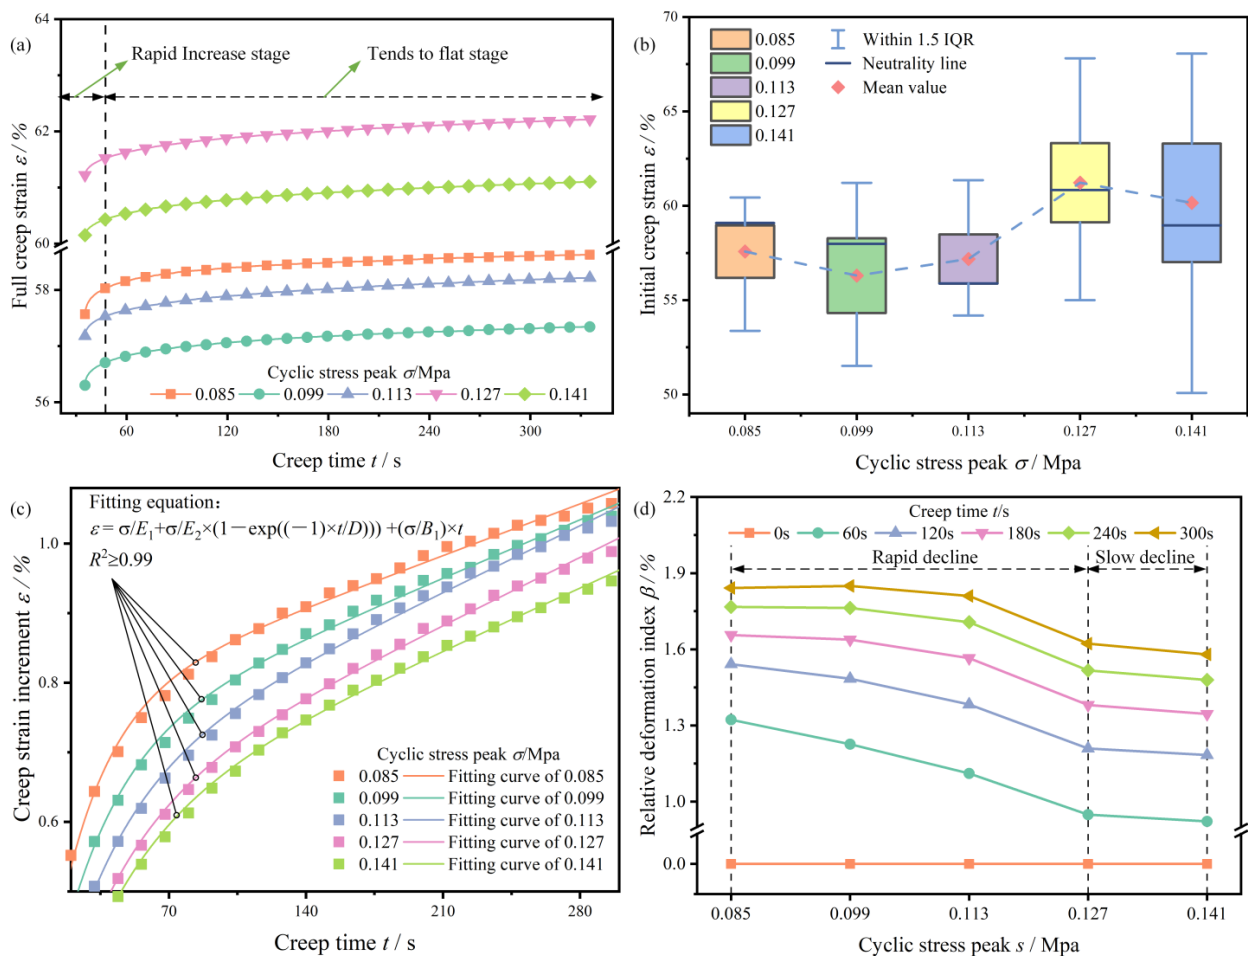 (a)
Rapid Increase stage
Tends to flat stage
Full creep strain ε / %
64
62
60
58
56
Cyclic stress peak σ/Mpa
0.085 0.099 0.113 0.127 0.141
60 120 180 240 300
Creep time t / s
(b)
Initial creep strain ε / %
70
65
60
55
50
0.085
0.099
0.113
0.127
0.141
Within 1.5 IQR
Neutrality line
Mean value
0.085 0.099 0.113 0.127 0.141
Cyclic stress peak σ / Mpa
(c)
Creep strain increment ε / %
1.0
0.8
0.6
Fitting equation:
ε = σ/E₁+σ/E₂×(1−exp((−1)×t/D))) +(σ/B₁)×t
R²≥0.99
Cyclic stress peak σ/Mpa
0.085 Fitting curve of 0.085
0.099 Fitting curve of 0.099
0.113 Fitting curve of 0.113
0.127 Fitting curve of 0.127
0.141 Fitting curve of 0.141
70 140 210 280
Creep time t / s
(d)
Relative deformation index β / %
2.2
1.9
1.6
1.3
1.0
0.0
Creep time t/s
0s 60s 120s 180s 240s 300s
Rapid decline
Slow decline
0.085 0.099 0.113 0.127 0.141
Cyclic stress peak s / Mpa